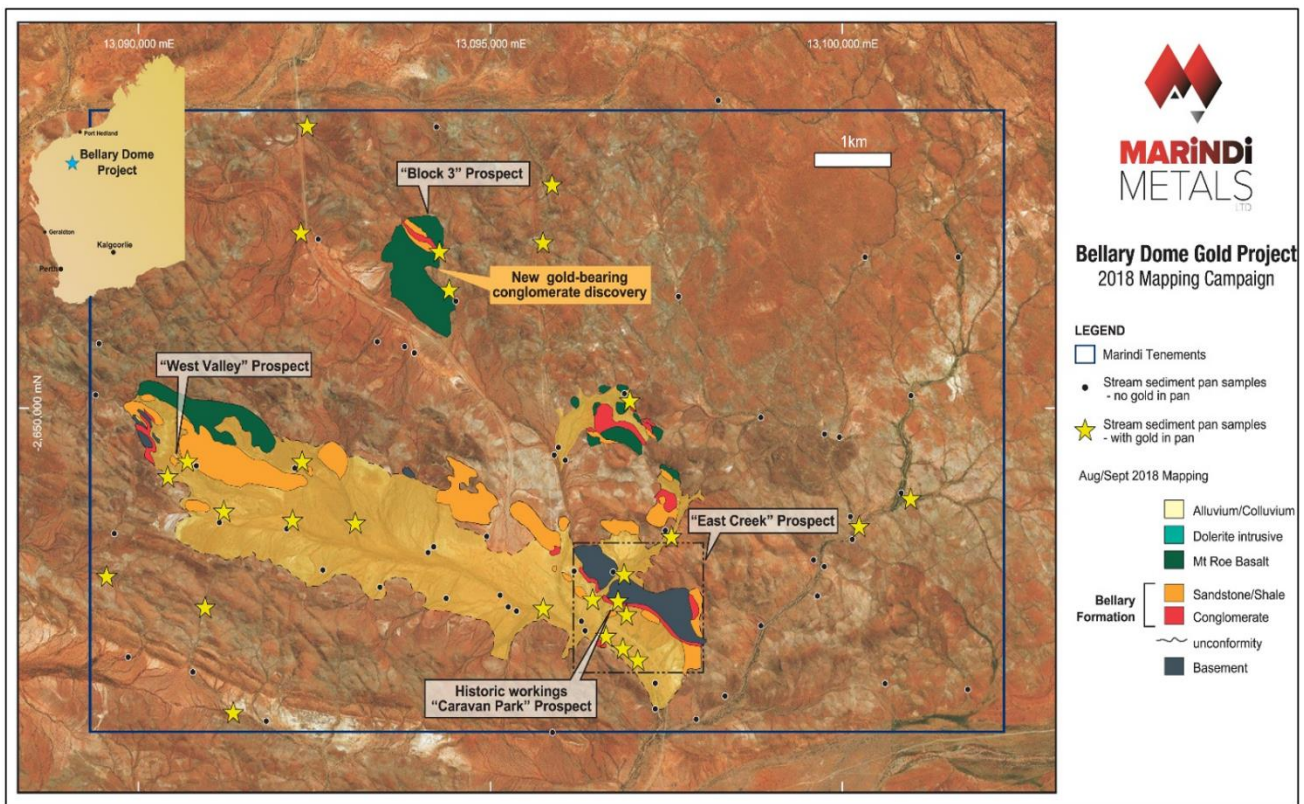 13,090,000 mE
13,095,000 mE
13,100,000 mE
-2,650,000 mN
Port Hedland
Bellary Dome
Project
Geraldton
Kalgoorlie
Perth
1km
"Block 3" Prospect
New gold-bearing
conglomerate discovery
"West Valley" Prospect
"East Creek" Prospect
Historic workings
"Caravan Park" Prospect
MARiNDi
METALS
LTD
Bellary Dome Gold Project
2018 Mapping Campaign
LEGEND
Marindi Tenements
Stream sediment pan samples
- no gold in pan
Stream sediment pan samples
- with gold in pan
Aug/Sept 2018 Mapping
Alluvium/Colluvium
Dolerite intrusive
Mt Roe Basalt
Bellary
Formation
Sandstone/Shale
Conglomerate
unconformity
Basement